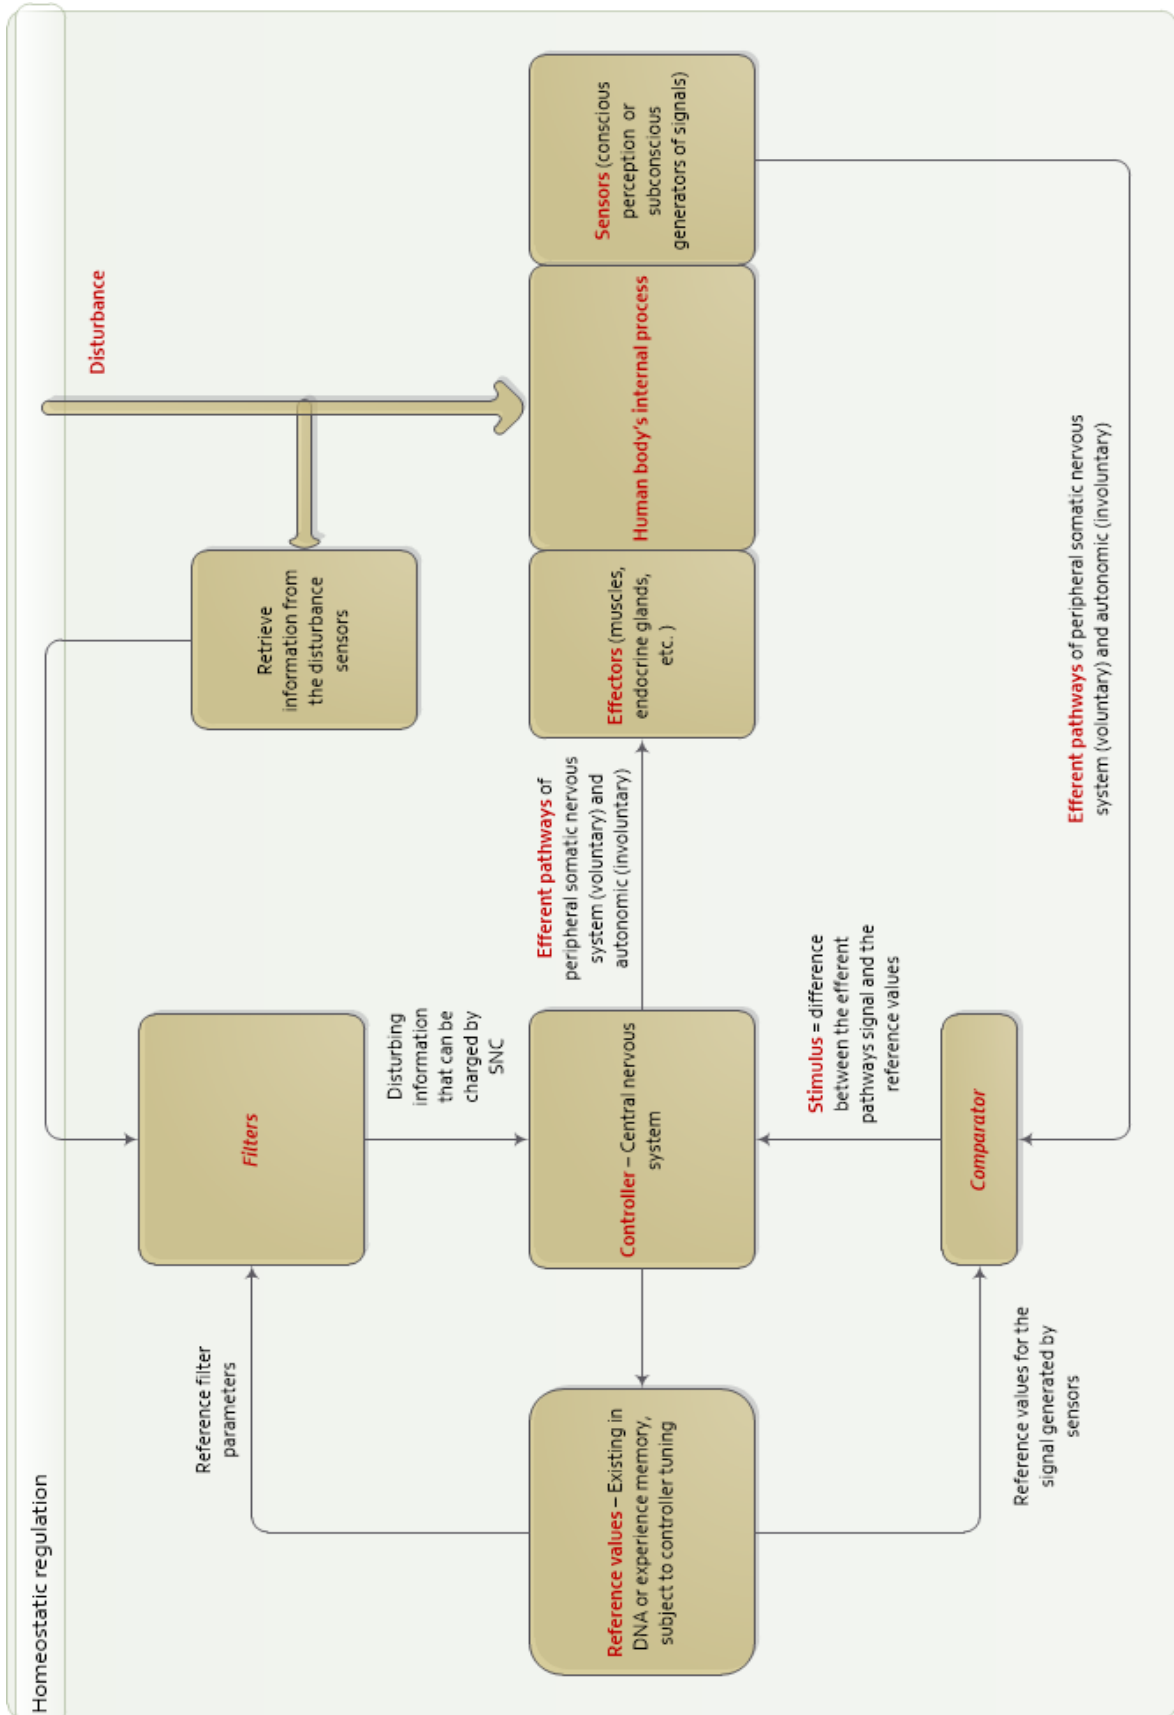 Homeostatic regulation
Disturbance
Reference filter
parameters
Filters
Retrieve
information from
the disturbance
sensors
Disturbing
information
that can be
charged by
SNC
Efferent pathways of
peripheral somatic nervous
system (voluntary) and
autonomic (involuntary)
Reference values – Existing in
DNA or experience memory,
subject to controller tuning
Controller – Central nervous
system
Effectors (muscles,
endocrine glands,
etc. )
Human body's internal process
Sensors (conscious
perception or
subconscious
generators of signals)
Stimulus = difference
between the efferent
pathways signal and the
reference values
Reference values for the
signal generated by
sensors
Comparator
Efferent pathways of peripheral somatic nervous
system (voluntary) and autonomic (involuntary)